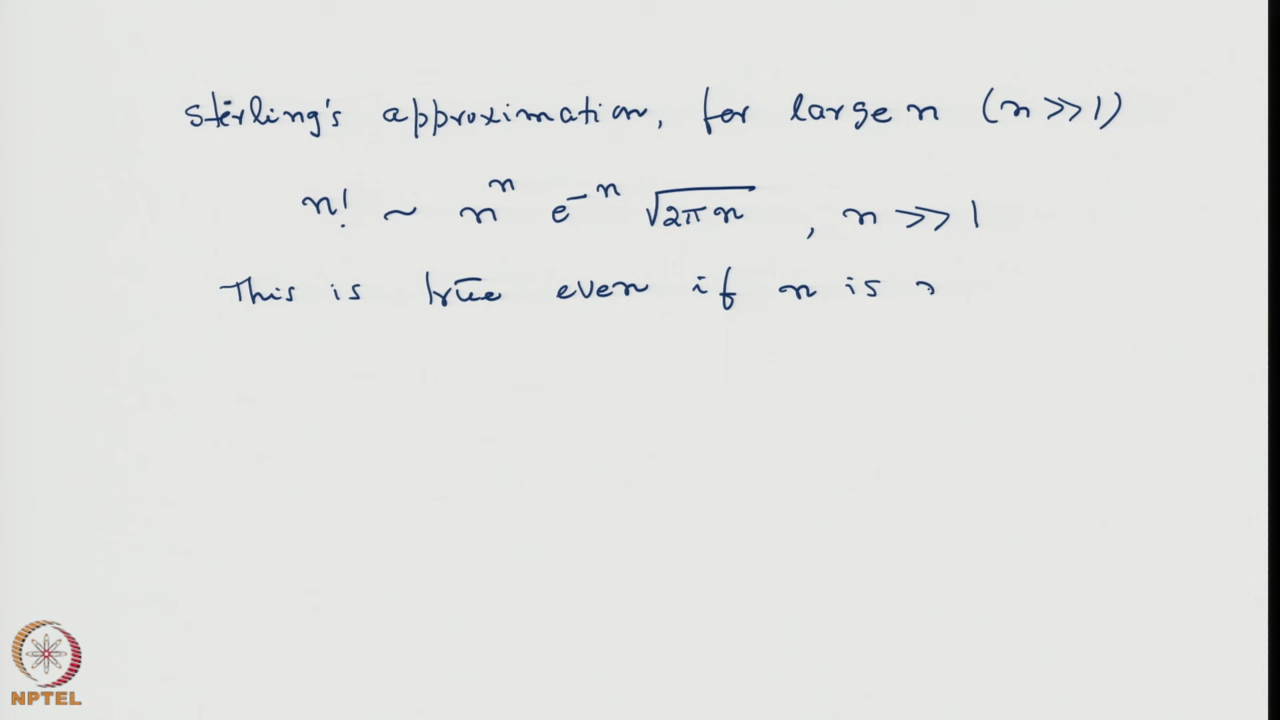 Stirling's approximation, for large n (n >> 1)
n! ~ n^n e^-n √2πn , n >> 1
This is true even if n is
NPTEL